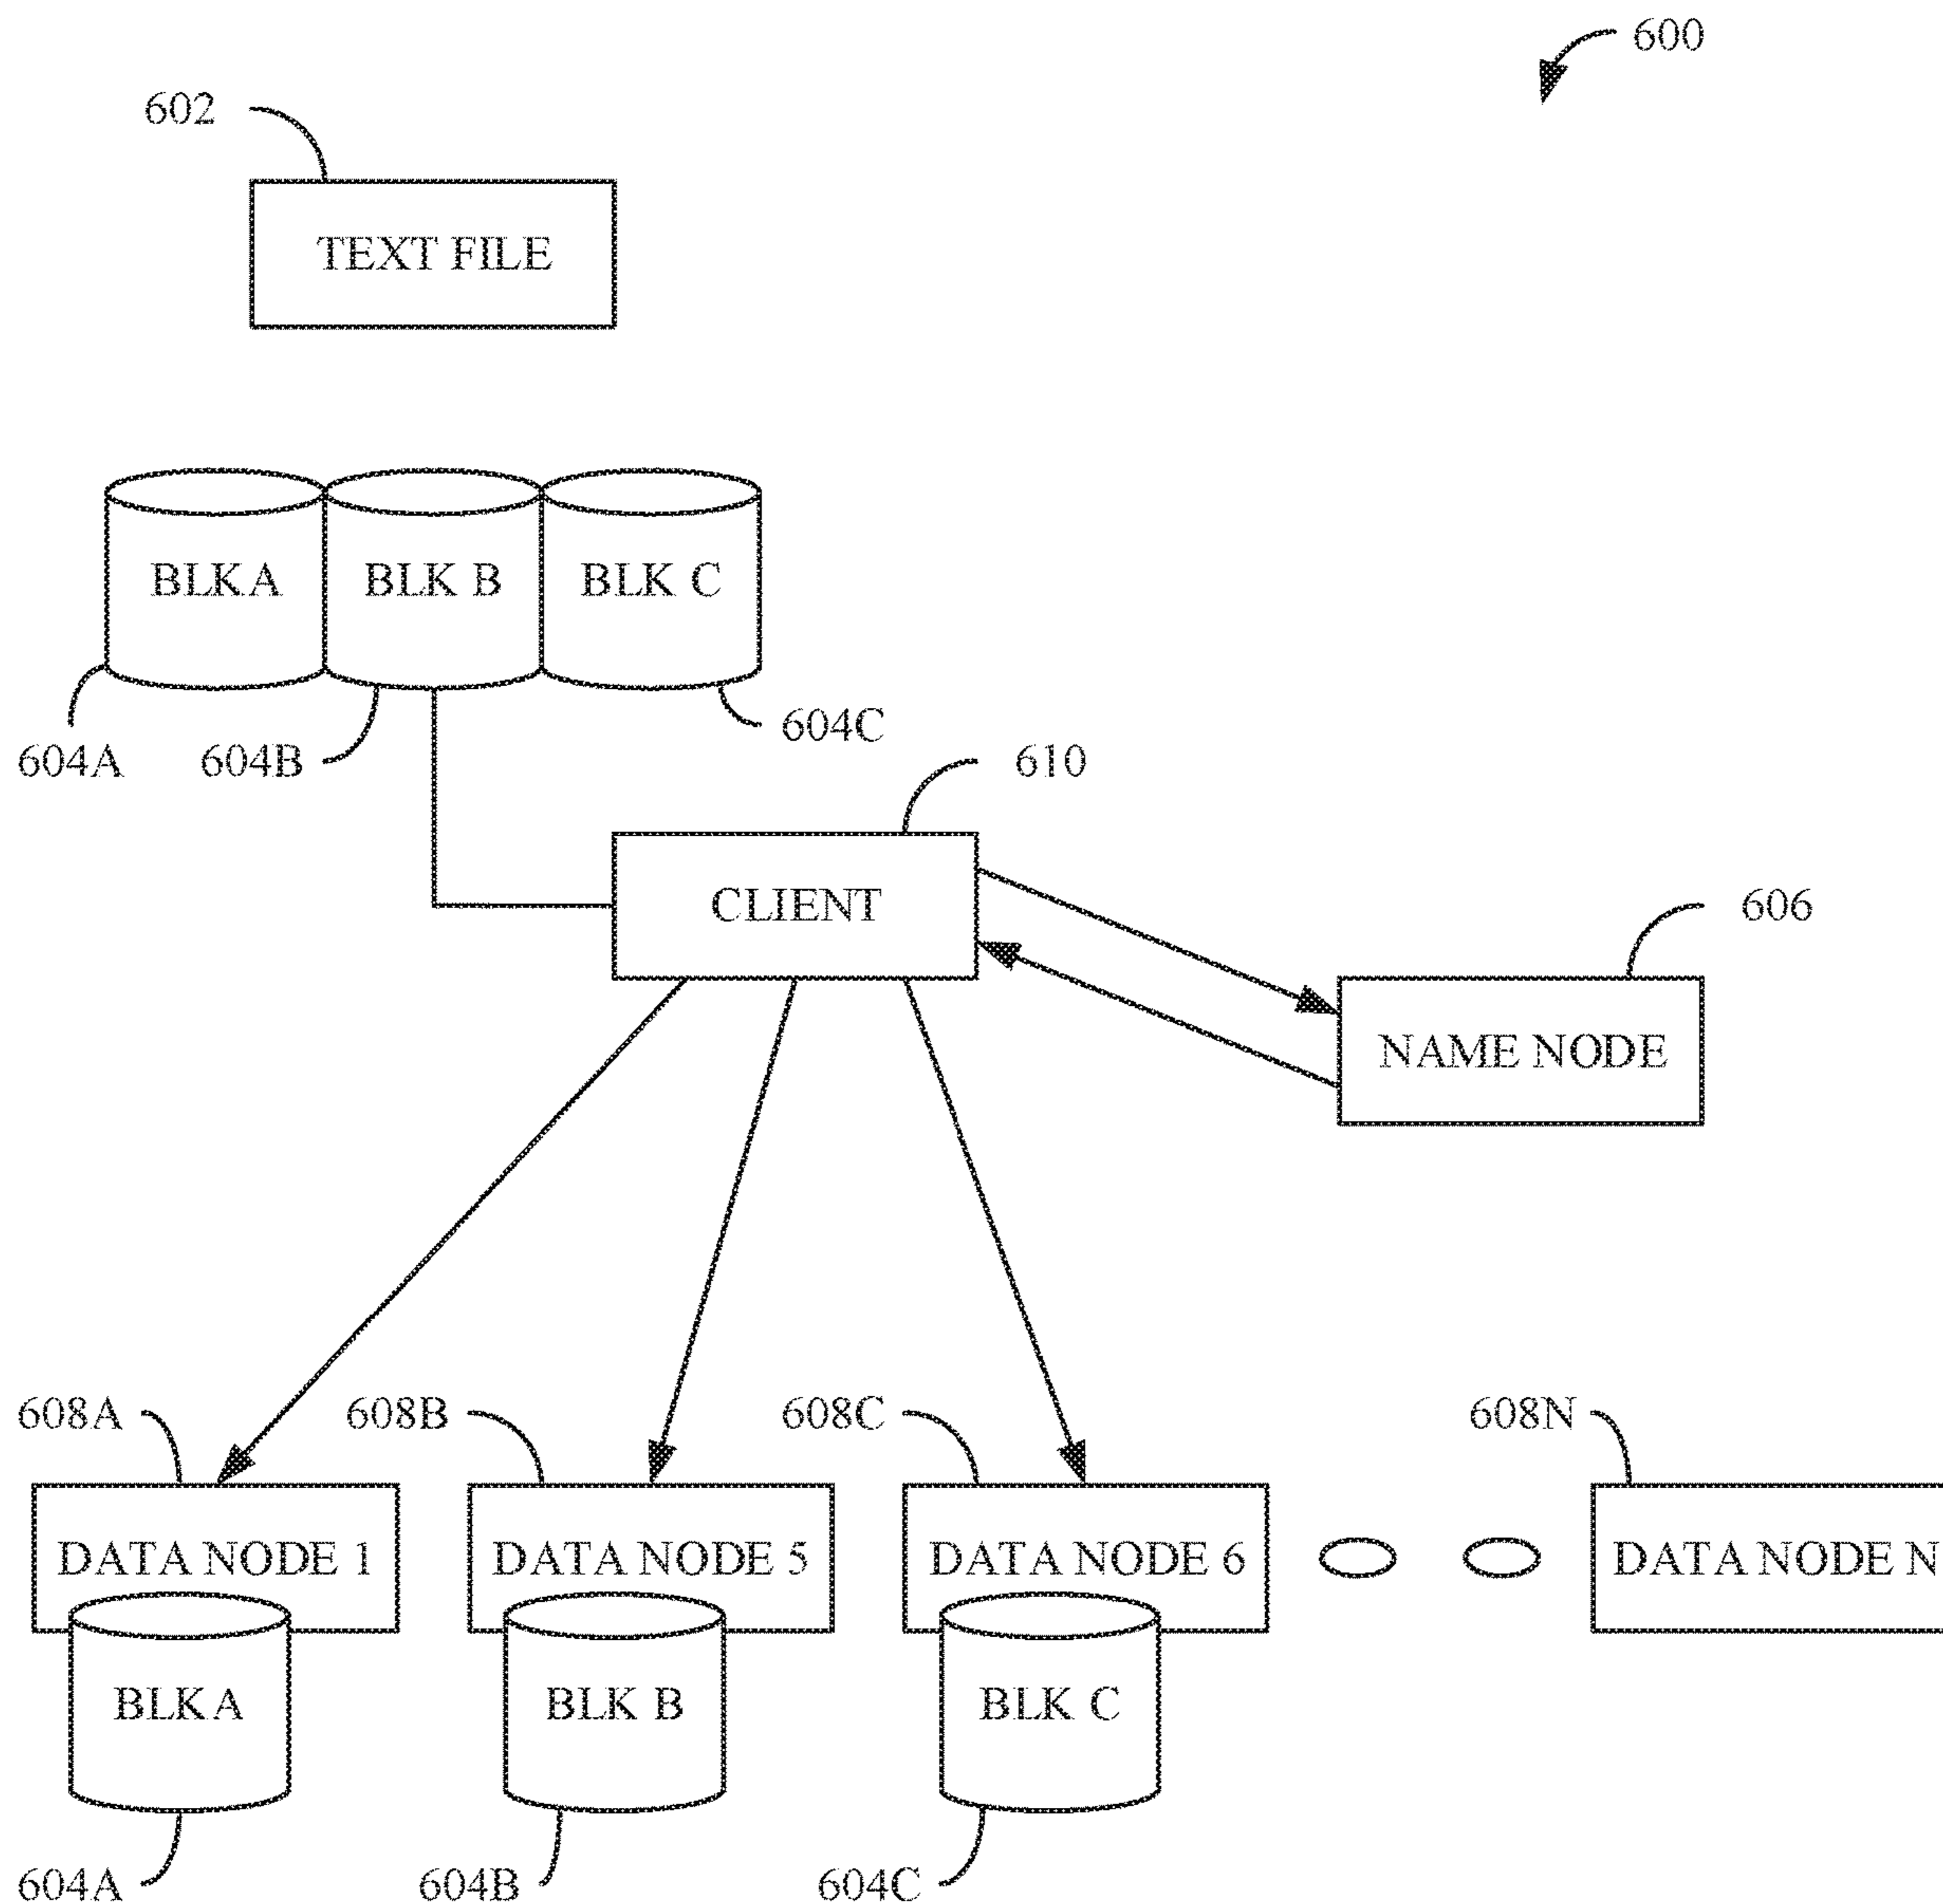 600
602
TEXT FILE
BLK A
BLK B
BLK C
604A
604B
604C
610
CLIENT
606
NAME NODE
608A
608B
608C
608N
DATA NODE 1
DATA NODE 5
DATA NODE 6
DATA NODE N
BLK A
BLK B
BLK C
604A
604B
604C